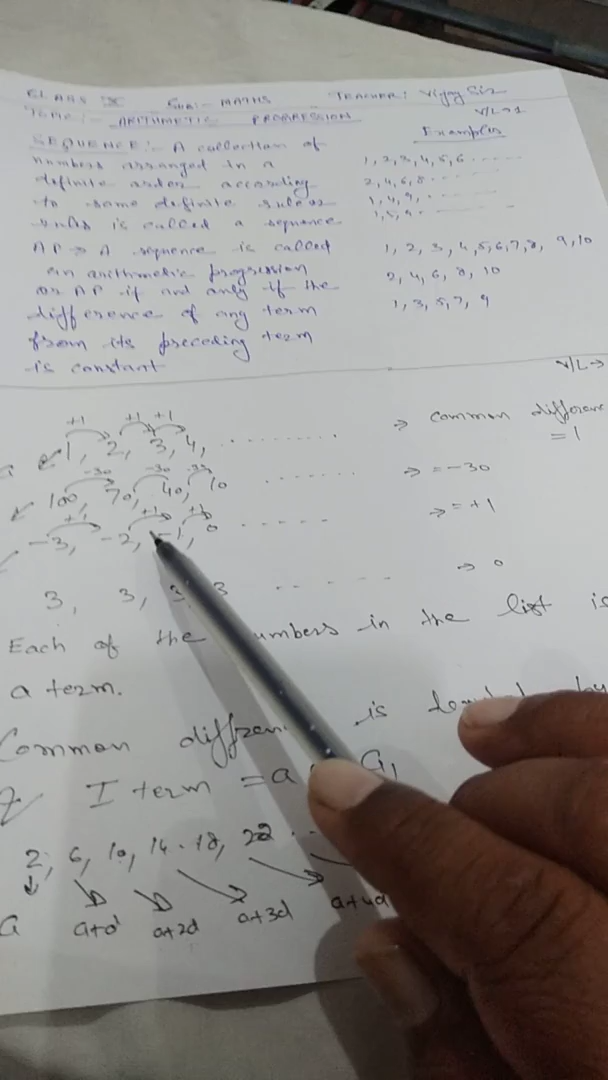 CLASS X SUB:- MATHS TEACHER: Vijay Sir
TOPIC:- ARITHMETIC PROGRESSION V/L→1
Examples
SEQUENCE:- A collection of
numbers arranged in a 1, 2, 3, 4, 5, 6 ......
definite order according 2, 4, 6, 8 ......
to some definite rule or 1, 4, 9, ......
rules is called a sequence 1, 5, 9 ......
AP → A sequence is called 1, 2, 3, 4, 5, 6, 7, 8, 9, 10
an arithmetic progression 2, 4, 6, 8, 10
or AP if and only if the 1, 3, 5, 7, 9
difference of any term
from its preceding term
is constant
V/L→
+1 +1 +1
1, 2, 3, 4, ........ → common differen
= 1
-30 -30 -30
100, 70, 40, 10 ....... → = -30
+1 +1 +1
-3, -2, -1, 0 ..... → = +1
3, 3, 3, 3 ...... → 0
Each of the numbers in the list is
a term.
Common is by
I term = a a₁
2, 6, 10, 14, 18, 22 ..
a a+d a+2d a+3d a+4d